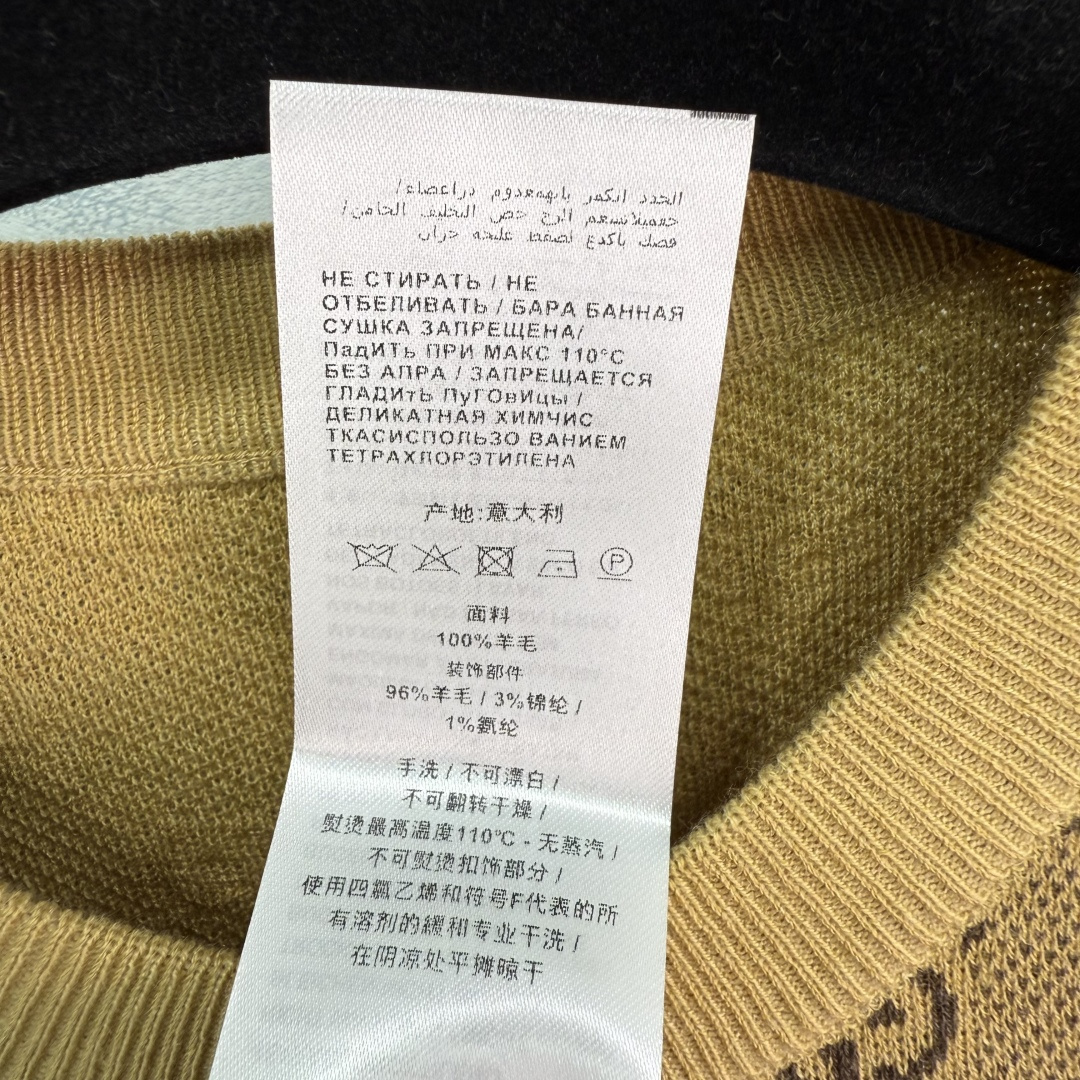 НЕ СТИРАТЬ / НЕ
ОТБЕПИВАТЬ / БАРА БАННАЯ
СУШКА ЗАПРЕЩЕНА/
ПадИТЬ ПРИ МАКС 110°C
БЕЗ АПРА / ЗАПРЕЩАЕТСЯ
ГЛАДИтЬ ПуГОвИцы /
ДЕЛИКАТНАЯ ХИМЧИС
ТКАСИСПОЛЬЗО ВАНИЕМ
ТЕТРАХЛОРЭТИЛЕНА
产地:意大利
P
面料
100%羊毛
装饰部件
96%羊毛 / 3%锦纶 /
1%氨纶
手洗 / 不可漂白 /
不可翻转干燥 /
熨烫最高温度110°C - 无蒸汽 /
不可熨烫扣饰部分 /
使用四氯乙烯和符号F代表的所
有溶剂的缓和专业干洗 /
在阴凉处平摊晾干